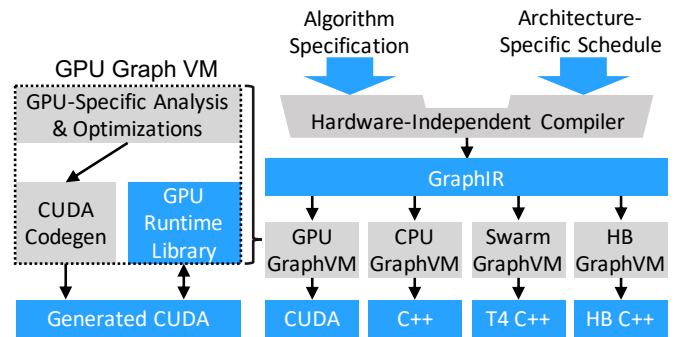 Algorithm
Specification
Architecture-
Specific Schedule
GPU Graph VM
GPU-Specific Analysis
& Optimizations
Hardware-Independent Compiler
GraphIR
CUDA
Codegen
GPU
Runtime
Library
GPU
GraphVM
CPU
GraphVM
Swarm
GraphVM
HB
GraphVM
Generated CUDA
CUDA
C++
T4 C++
HB C++